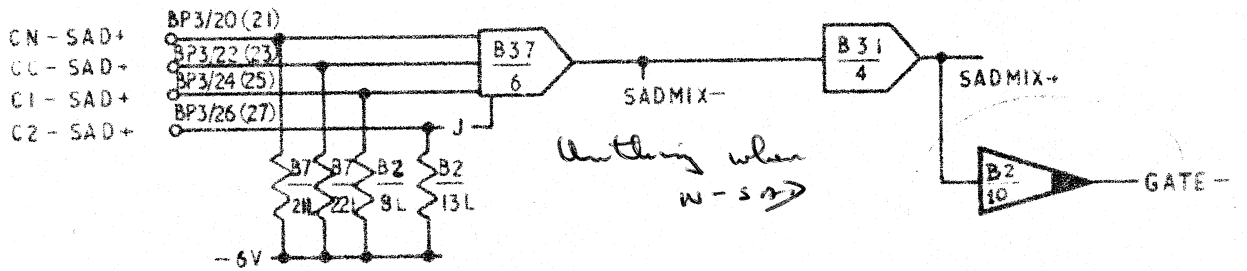 BP3/20(21)
CN-SAD+
BP3/22(23)
CC-SAD+
BP3/24(25)
C1-SAD+
BP3/26(27)
C2-SAD+
J
B37
6
SADMIX-
B31
4
SADMIX+
B2
10
GATE-
when
N-SAD
B7 B7 B2 B2
21L 22L 9L 13L
-6V